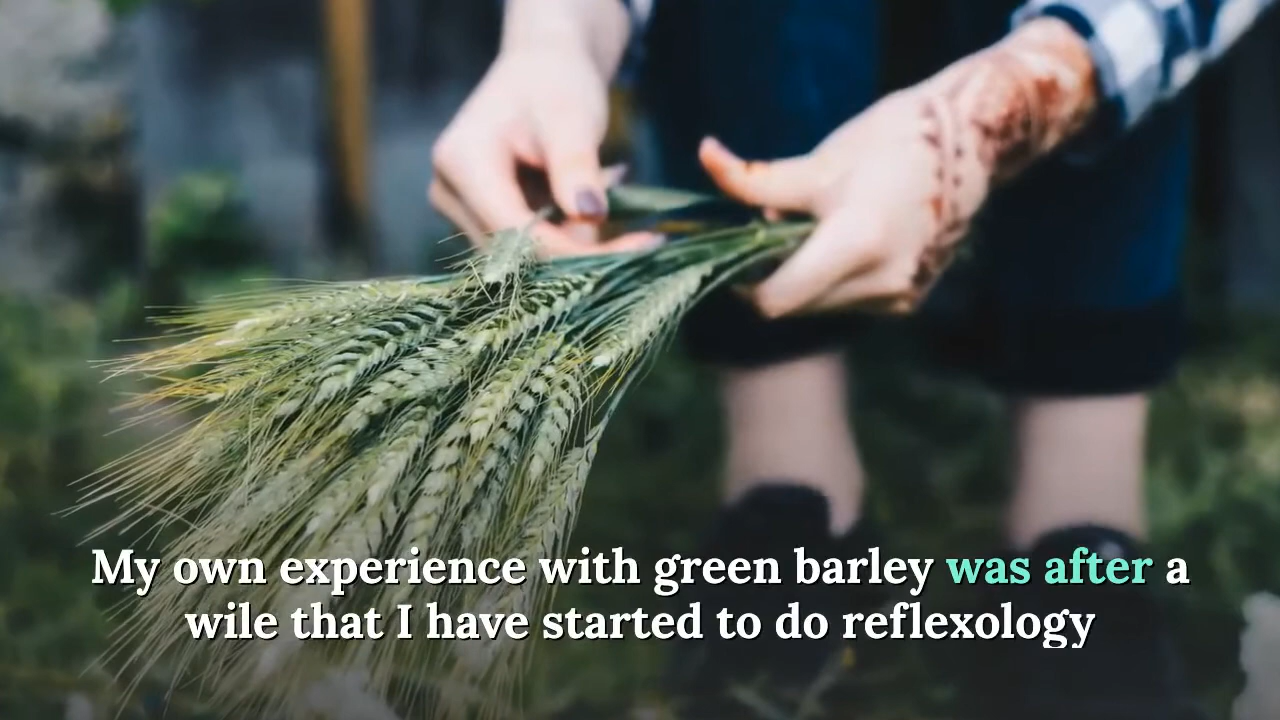 My own experience with green barley was after a
wile that I have started to do reflexology